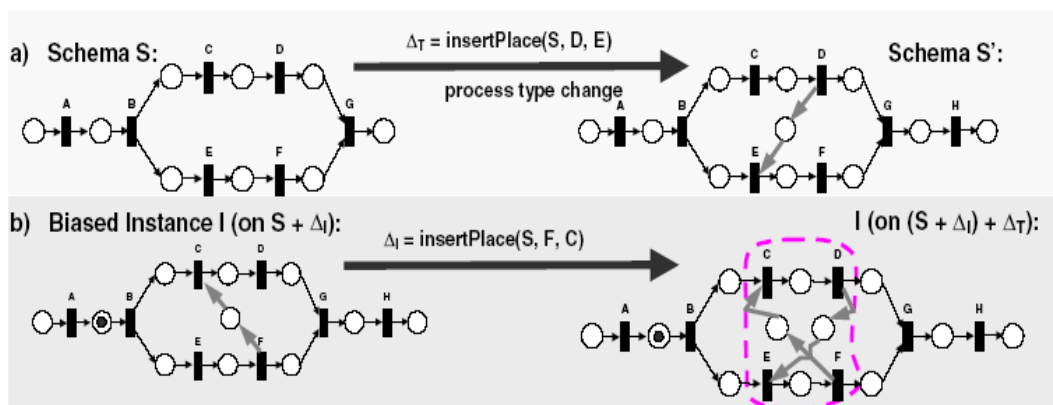 a) Schema S:
ΔT = insertPlace(S, D, E)
process type change
Schema S':
A B C D E F G
A B C D E F G H
b) Biased Instance I (on S + ΔI):
ΔI = insertPlace(S, F, C)
I (on (S + ΔI) + ΔT):
A B C D E F G H
A B C D E F G H